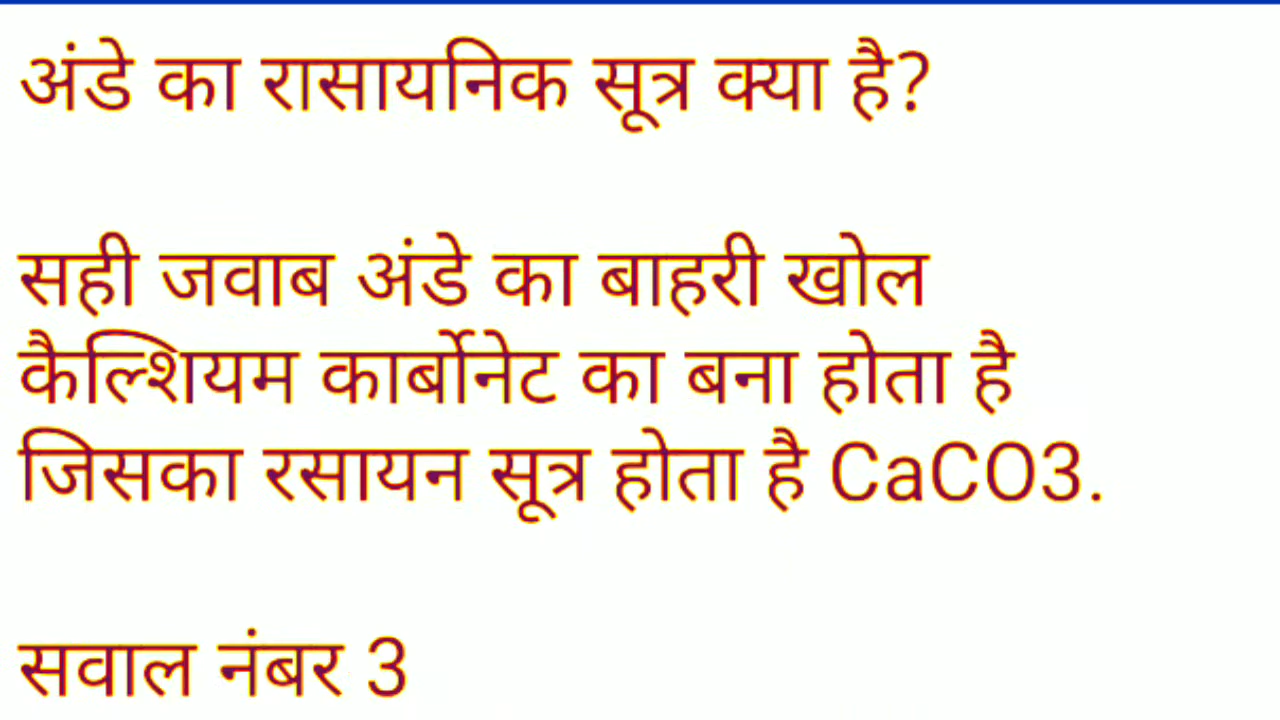 अंडे का रासायनिक सूत्र क्या है?
सही जवाब अंडे का बाहरी खोल
कैल्शियम कार्बोनेट का बना होता है
जिसका रसायन सूत्र होता है CaCO3.
सवाल नंबर 3